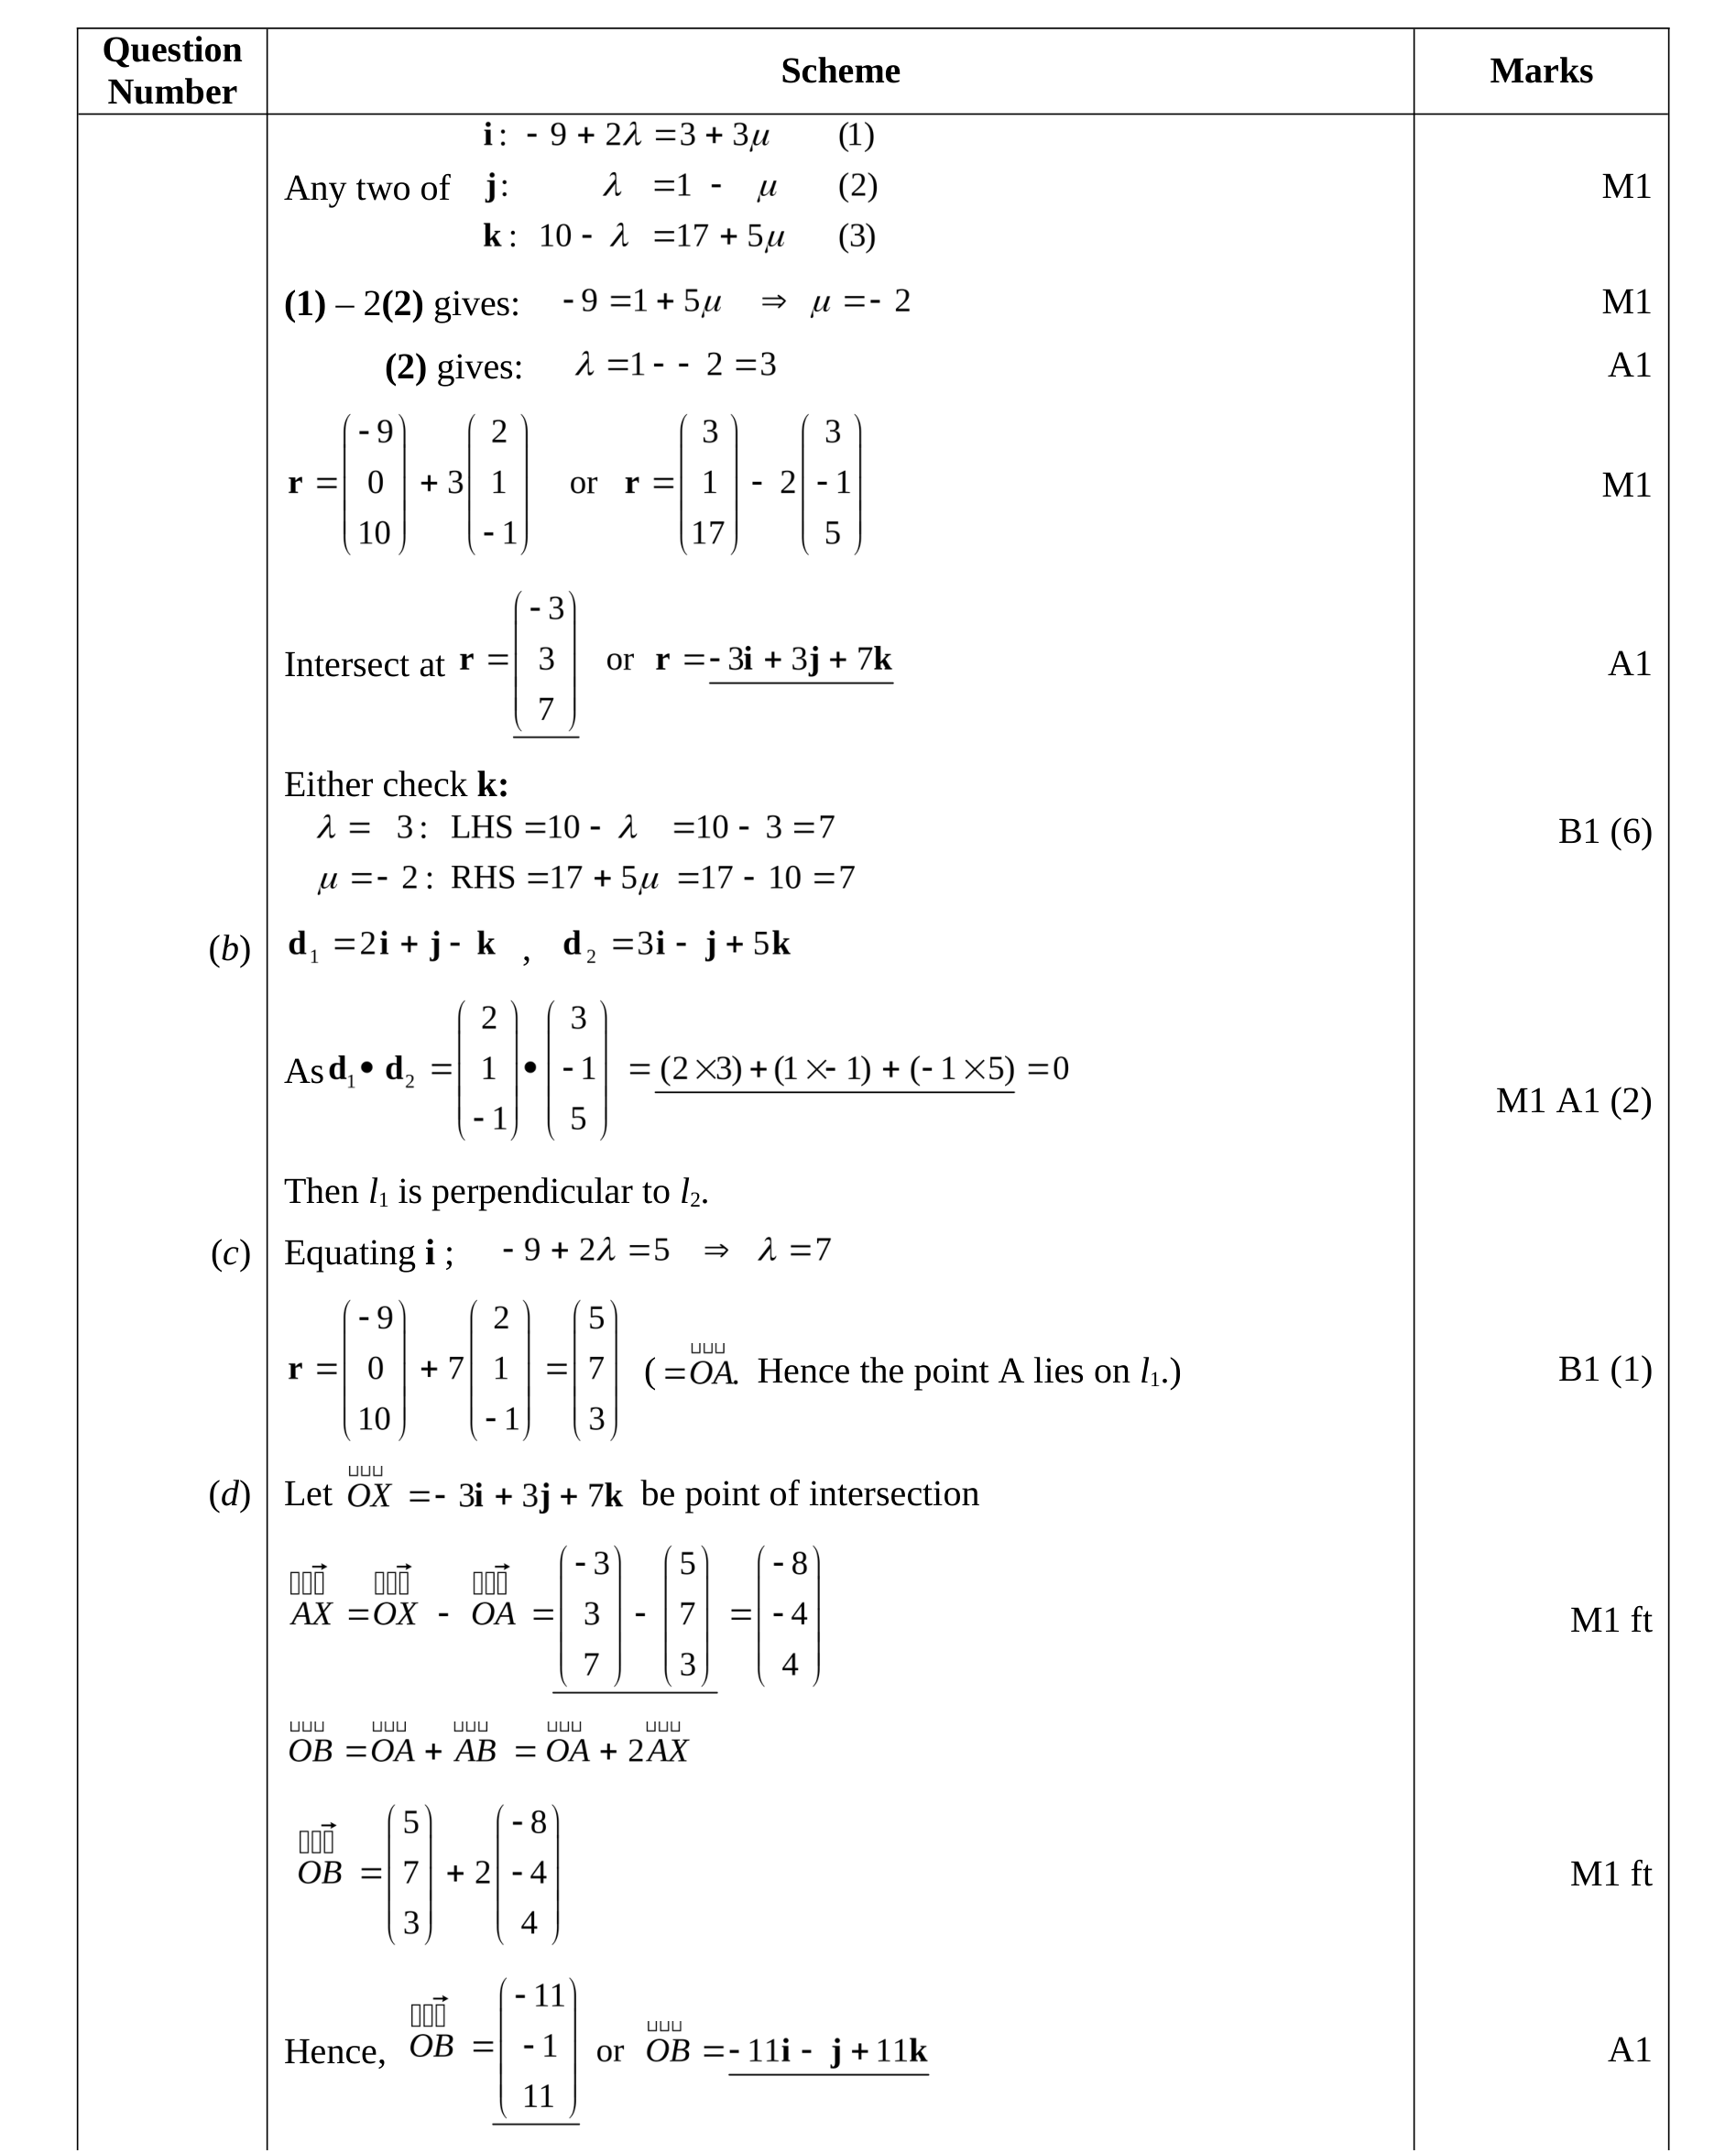 Question Number Scheme Marks
i : - 9 + 2λ = 3 + 3μ (1)
Any two of j: λ = 1 - μ (2) M1
k : 10 - λ = 17 + 5μ (3)
(1) – 2(2) gives: - 9 = 1 + 5μ ⇒ μ = - 2 M1
(2) gives: λ = 1 - - 2 = 3 A1
r = (-9 0 10) + 3 (2 1 -1) or r = (3 1 17) - 2 (3 -1 5) M1
Intersect at r = (-3 3 7) or r = - 3i + 3j + 7k A1
Either check k:
λ = 3 : LHS = 10 - λ = 10 - 3 = 7 B1 (6)
μ = - 2 : RHS = 17 + 5μ = 17 - 10 = 7
(b) d1 = 2i + j - k , d2 = 3i - j + 5k
As d1 • d2 = (2 1 -1) • (3 -1 5) = (2 × 3) + (1 × - 1) + (- 1 × 5) = 0 M1 A1 (2)
Then l1 is perpendicular to l2.
(c) Equating i ; - 9 + 2λ = 5 ⇒ λ = 7
r = (-9 0 10) + 7 (2 1 -1) = (5 7 3) ( = OA. Hence the point A lies on l1.) B1 (1)
(d) Let OX = - 3i + 3j + 7k be point of intersection
AX = OX - OA = (-3 3 7) - (5 7 3) = (-8 -4 4) M1 ft
OB = OA + AB = OA + 2AX
OB = (5 7 3) + 2 (-8 -4 4) M1 ft
Hence, OB = (-11 -1 11) or OB = - 11i - j + 11k A1